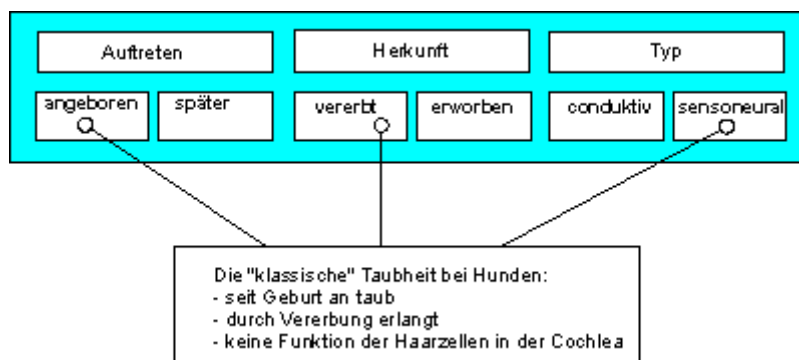 Auftreten Herkunft Typ
angeboren später vererbt erworben conduktiv sensoneural
Die "klassische" Taubheit bei Hunden:
- seit Geburt an taub
- durch Vererbung erlangt
- keine Funktion der Haarzellen in der Cochlea